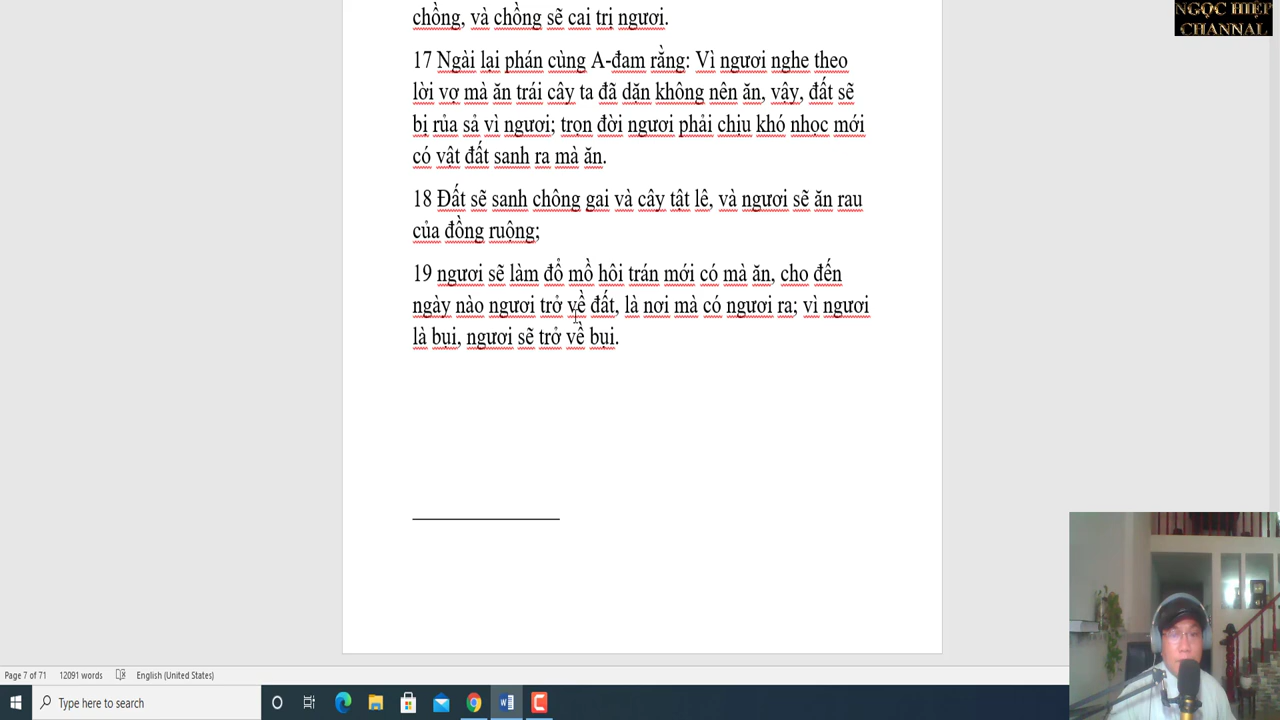 NGỌC HIỆP
CHANNAL
chồng, và chồng sẽ cai trị ngươi.
17 Ngài lại phán cùng A-đam rằng: Vì ngươi nghe theo
lời vợ mà ăn trái cây ta đã dặn không nên ăn, vậy, đất sẽ
bị rủa sả vì ngươi; trọn đời ngươi phải chịu khó nhọc mới
có vật đất sanh ra mà ăn.
18 Đất sẽ sanh chông gai và cây tật lê, và ngươi sẽ ăn rau
của đồng ruộng;
19 ngươi sẽ làm đổ mồ hôi trán mới có mà ăn, cho đến
ngày nào ngươi trở về đất, là nơi mà có ngươi ra; vì ngươi
là bụi, ngươi sẽ trở về bụi.
Page 7 of 71 12091 words English (United States)
Type here to search